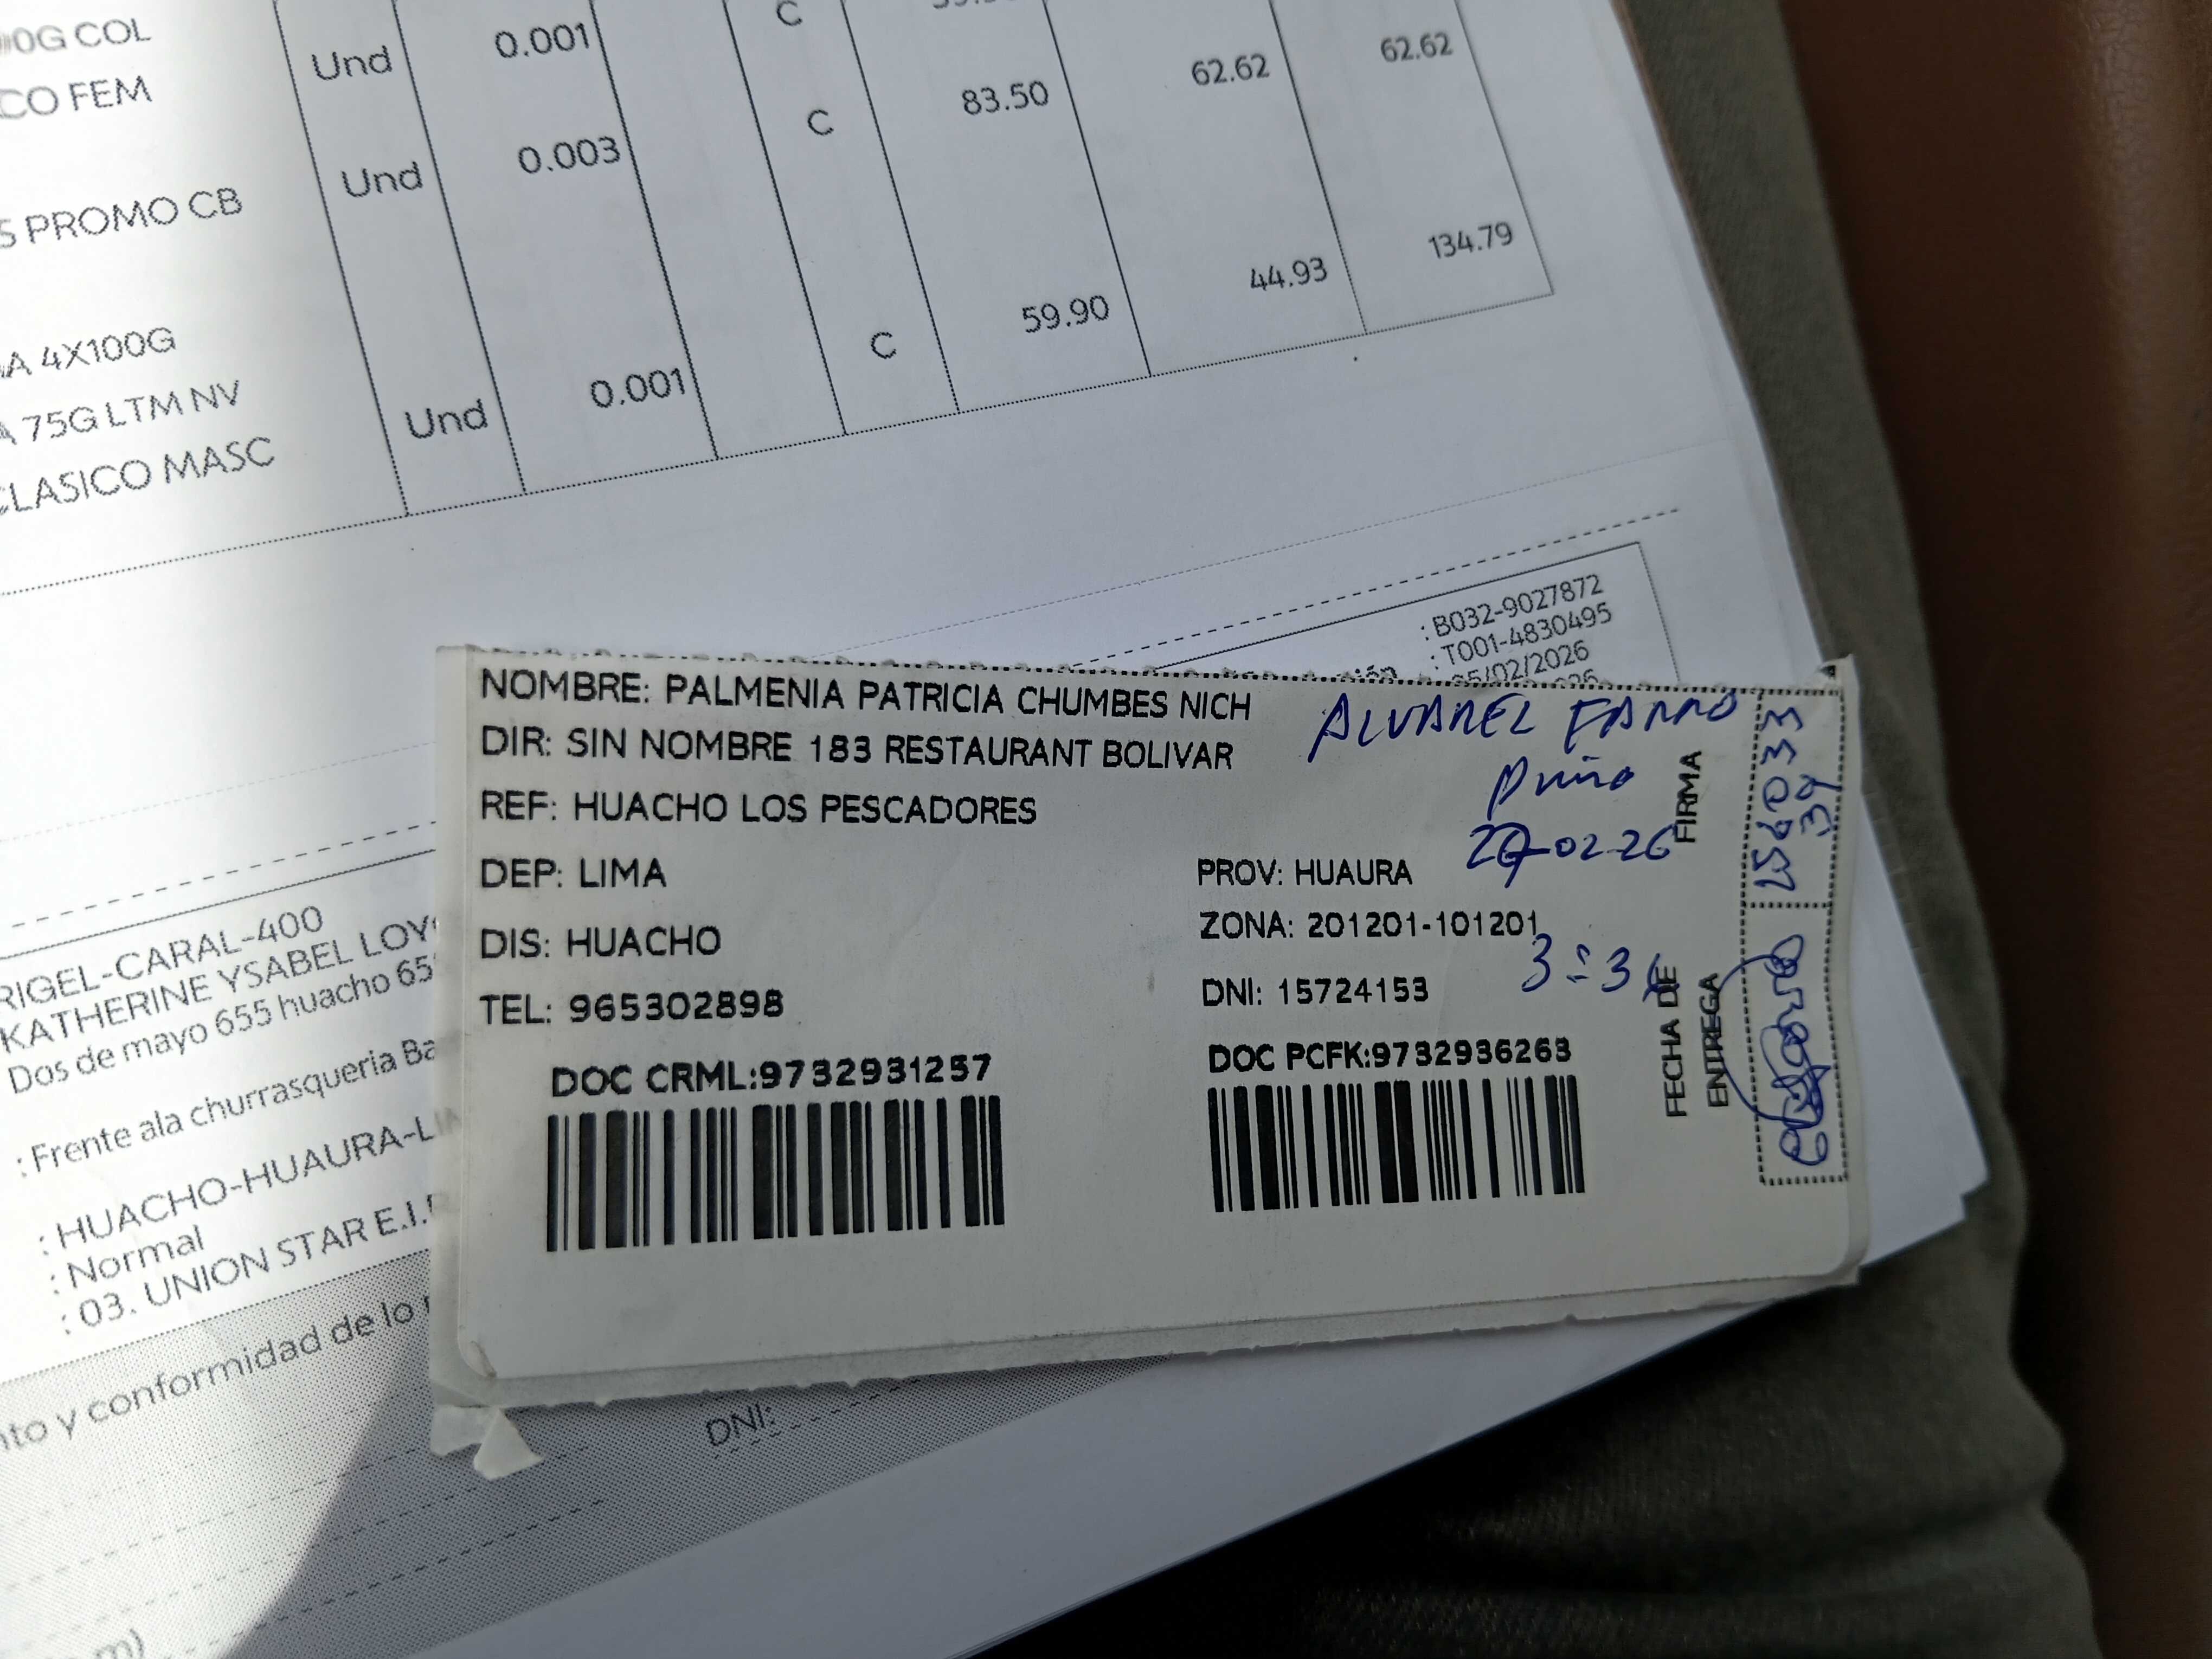 0G COL
CO FEM
Und 0.001 C
Und 0.003 C 83.50 62.62 62.62
S PROMO CB
A 4X100G
A 75G LTM NV
CLASICO MASC
Und 0.001 C 59.90 44.93 134.79
: B032-9027872
: T001-4830495
05/02/2026
NOMBRE: PALMENIA PATRICIA CHUMBES NICH
DIR: SIN NOMBRE 183 RESTAURANT BOLIVAR
REF: HUACHO LOS PESCADORES
DEP: LIMA
PROV: HUAURA
DIS: HUACHO
ZONA: 201201-101201
TEL: 965302898
DNI: 15724153
DOC CRML:9732931257
DOC PCFK:9732936263
FIRMA
FECHA DE
ENTREGA
-02-26
156033
39
RIGEL-CARAL-400
KATHERINE YSABEL LOY
Dos de mayo 655 huacho 65
: Frente ala churrasqueria Ba
: HUACHO-HUAURA-LI
: Normal
: 03. UNION STAR E.I.R
nto y conformidad de lo
DNI:
m)